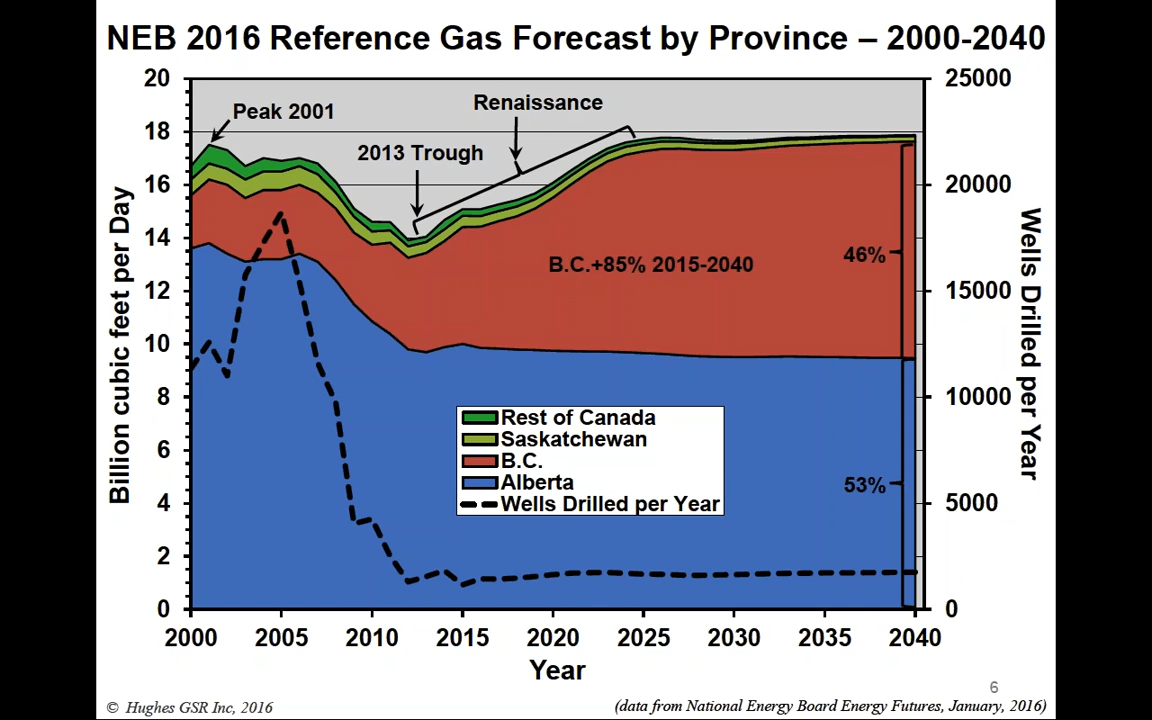 NEB 2016 Reference Gas Forecast by Province – 2000-2040
20
18
16
14
12
10
8
6
4
2
0
Billion cubic feet per Day
25000
20000
15000
10000
5000
0
Wells Drilled per Year
Peak 2001
Renaissance
2013 Trough
B.C.+85% 2015-2040
46%
53%
Rest of Canada
Saskatchewan
B.C.
Alberta
Wells Drilled per Year
2000 2005 2010 2015 2020 2025 2030 2035 2040
Year
6
© Hughes GSR Inc, 2016
(data from National Energy Board Energy Futures, January, 2016)